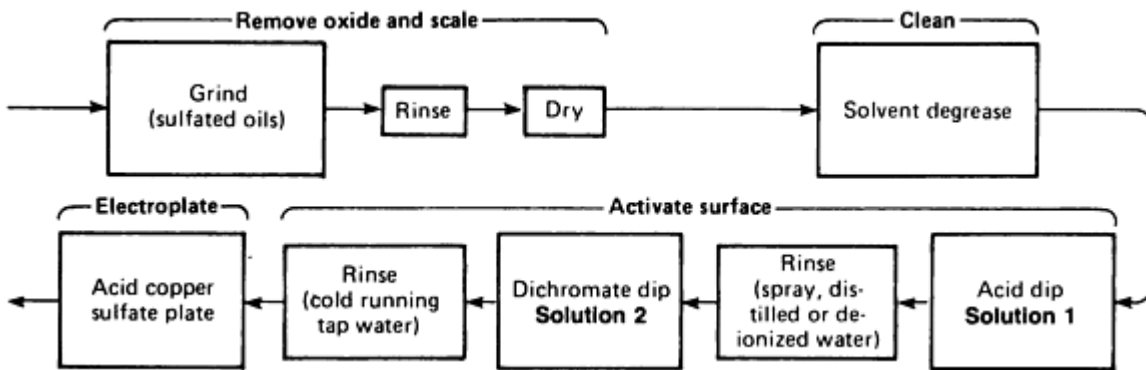 Remove oxide and scale
Clean
Grind
(sulfated oils)
Rinse
Dry
Solvent degrease
Electroplate
Activate surface
Acid copper
sulfate plate
Rinse
(cold running
tap water)
Dichromate dip
Solution 2
Rinse
(spray, dis-
tilled or de-
ionized water)
Acid dip
Solution 1